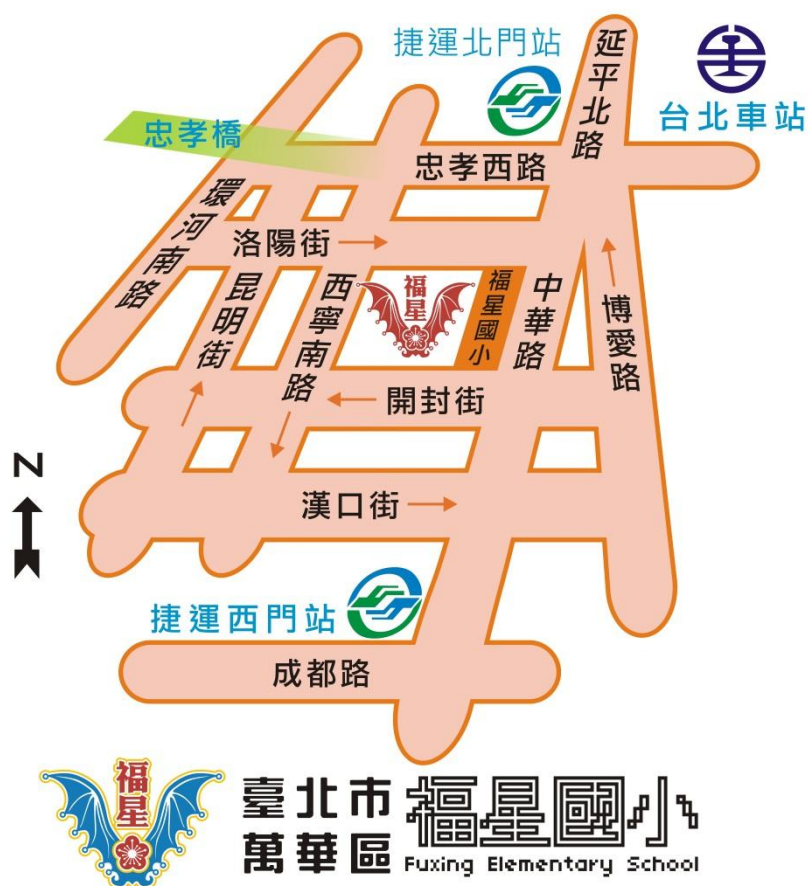 捷運北門站
延平北路
台北車站
忠孝橋
忠孝西路
環河南路
洛陽街
昆明街
西寧南路
福星
福星國小
中華路
博愛路
開封街
N
漢口街
捷運西門站
成都路
福星
臺北市
萬華區
福星國小
Fuxing Elementary School